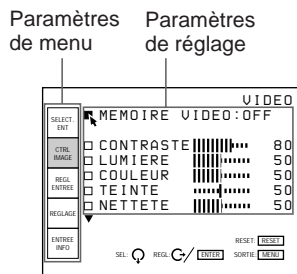 Paramètres
de menu
Paramètres
de réglage
VIDEO
SELECT.
ENT
MEMOIRE VIDEO:OFF
CTRL
IMAGE
CONTRASTE 80
LUMIERE 50
REGL
ENTREE
COULEUR 50
TEINTE 50
REGLAGE
NETTETE 50
ENTREE
INFO
RESET: RESET
SEL: REGL: / ENTER SORTIE: MENU